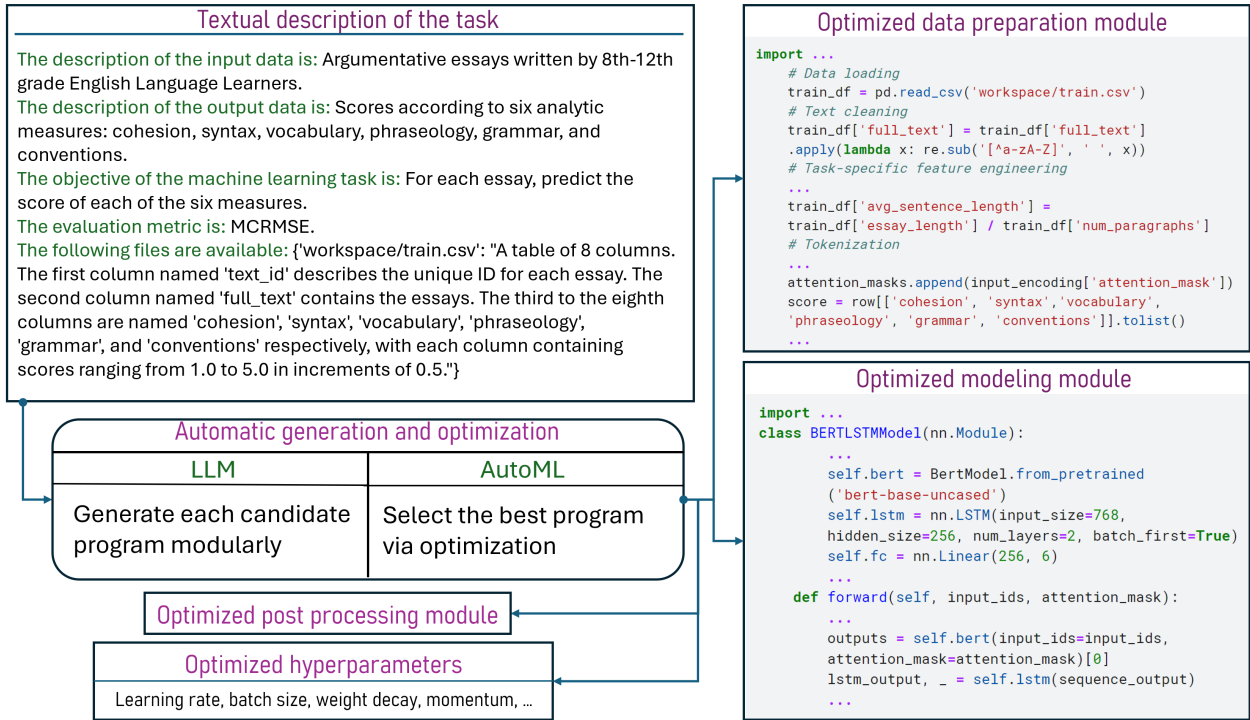 Textual description of the task
The description of the input data is: Argumentative essays written by 8th-12th
grade English Language Learners.
The description of the output data is: Scores according to six analytic
measures: cohesion, syntax, vocabulary, phraseology, grammar, and
conventions.
The objective of the machine learning task is: For each essay, predict the
score of each of the six measures.
The evaluation metric is: MCRMSE.
The following files are available: {'workspace/train.csv': "A table of 8 columns.
The first column named 'text_id' describes the unique ID for each essay. The
second column named 'full_text' contains the essays. The third to the eighth
columns are named 'cohesion', 'syntax', 'vocabulary', 'phraseology',
'grammar', and 'conventions' respectively, with each column containing
scores ranging from 1.0 to 5.0 in increments of 0.5."}
Automatic generation and optimization
LLM
Generate each candidate
program modularly
AutoML
Select the best program
via optimization
Optimized post processing module
Optimized hyperparameters
Learning rate, batch size, weight decay, momentum, ...
Optimized data preparation module
import ...
# Data loading
train_df = pd.read_csv('workspace/train.csv')
# Text cleaning
train_df['full_text'] = train_df['full_text']
.apply(lambda x: re.sub('[^a-zA-Z]', ' ', x))
# Task-specific feature engineering
...
train_df['avg_sentence_length'] =
train_df['essay_length'] / train_df['num_paragraphs']
# Tokenization
...
attention_masks.append(input_encoding['attention_mask'])
score = row[['cohesion', 'syntax','vocabulary',
'phraseology', 'grammar', 'conventions']].tolist()
...
Optimized modeling module
import ...
class BERTLSTMModel(nn.Module):
...
self.bert = BertModel.from_pretrained
('bert-base-uncased')
self.lstm = nn.LSTM(input_size=768,
hidden_size=256, num_layers=2, batch_first=True)
self.fc = nn.Linear(256, 6)
...
def forward(self, input_ids, attention_mask):
...
outputs = self.bert(input_ids=input_ids,
attention_mask=attention_mask)[0]
lstm_output, _ = self.lstm(sequence_output)
...